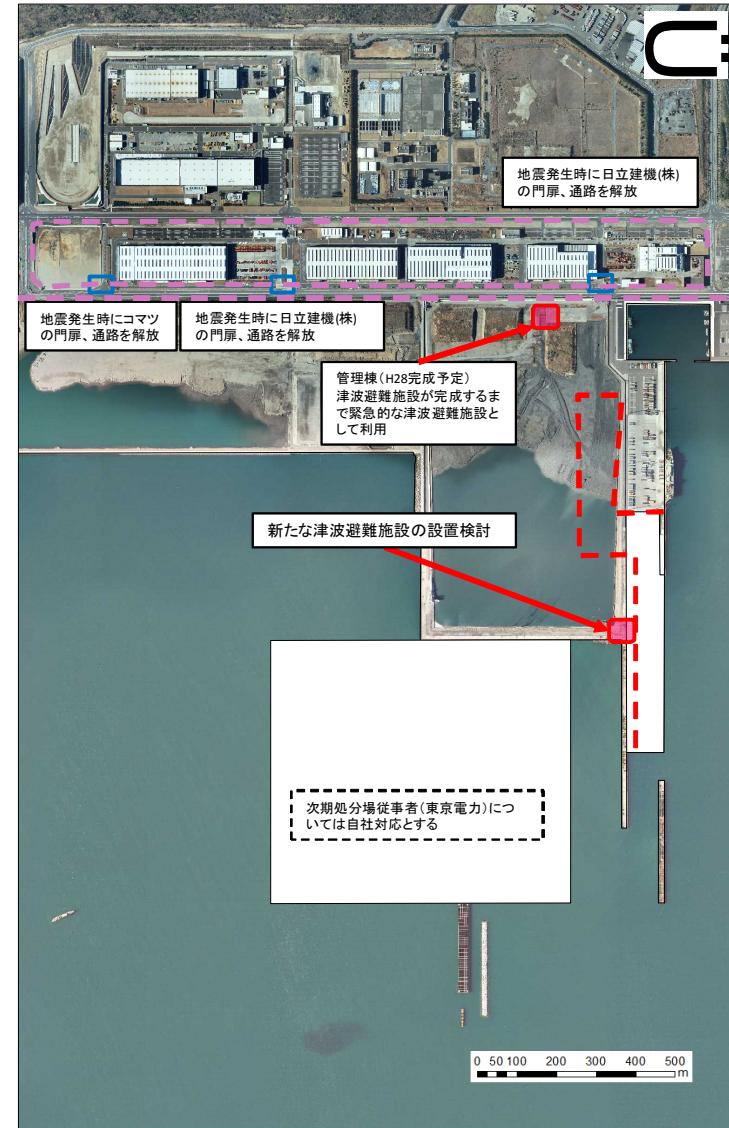 地震発生時に日立建機(株)
の門扉、通路を解放
地震発生時にコマツ
の門扉、通路を解放
地震発生時に日立建機(株)
の門扉、通路を解放
管理棟（H28完成予定）
津波避難施設が完成するま
で緊急的な津波避難施設と
して利用
新たな津波避難施設の設置検討
次期処分場従事者（東京電力）につ
いては自社対応とする
0 50 100 200 300 400 500
m